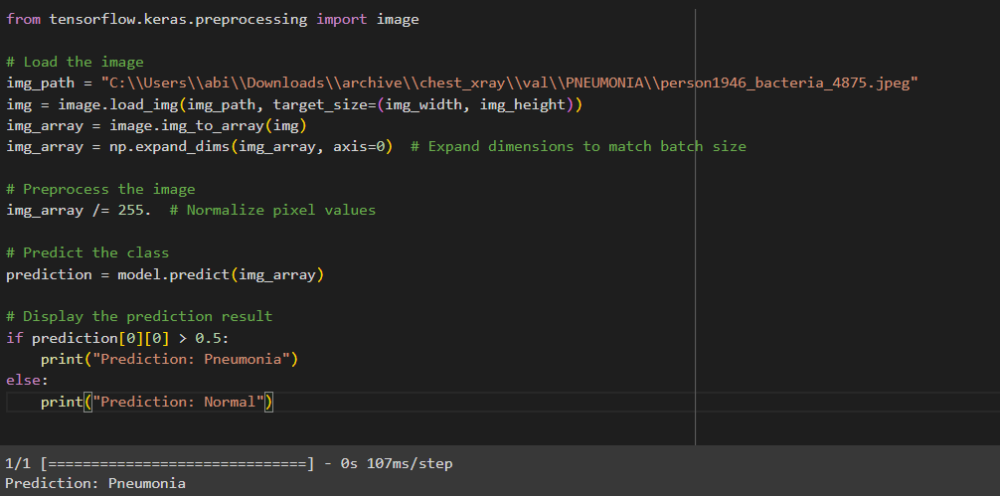 from tensorflow.keras.preprocessing import image
# Load the image
img_path = "C:\\Users\\abi\\Downloads\\archive\\chest_xray\\val\\PNEUMONIA\\person1946_bacteria_4875.jpeg"
img = image.load_img(img_path, target_size=(img_width, img_height))
img_array = image.img_to_array(img)
img_array = np.expand_dims(img_array, axis=0)  # Expand dimensions to match batch size
# Preprocess the image
img_array /= 255.  # Normalize pixel values
# Predict the class
prediction = model.predict(img_array)
# Display the prediction result
if prediction[0][0] > 0.5:
    print("Prediction: Pneumonia")
else:
    print("Prediction: Normal")
1/1 [==============================] - 0s 107ms/step
Prediction: Pneumonia